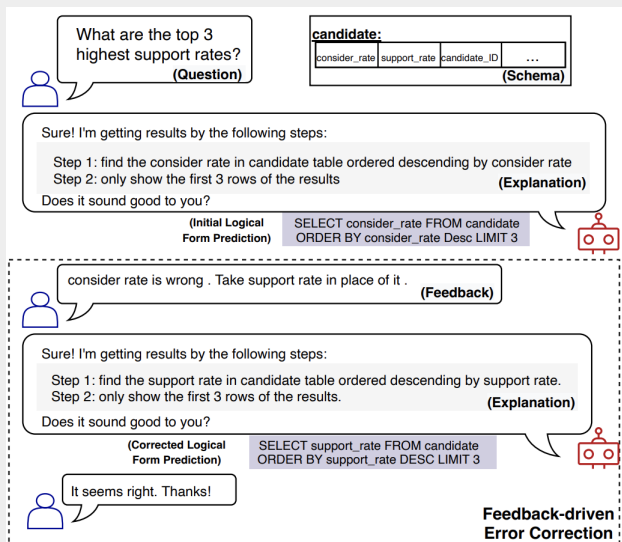 What are the top 3
highest support rates?
(Question)
candidate:
consider_rate support_rate candidate_ID ...
(Schema)
Sure! I'm getting results by the following steps:
Step 1: find the consider rate in candidate table ordered descending by consider rate
Step 2: only show the first 3 rows of the results
(Explanation)
Does it sound good to you?
(Initial Logical
Form Prediction)
SELECT consider_rate FROM candidate
ORDER BY consider_rate Desc LIMIT 3
consider rate is wrong . Take support rate in place of it .
(Feedback)
Sure! I'm getting results by the following steps:
Step 1: find the support rate in candidate table ordered descending by support rate.
Step 2: only show the first 3 rows of the results.
(Explanation)
Does it sound good to you?
(Corrected Logical
Form Prediction)
SELECT support_rate FROM candidate
ORDER BY support_rate DESC LIMIT 3
It seems right. Thanks!
Feedback-driven
Error Correction